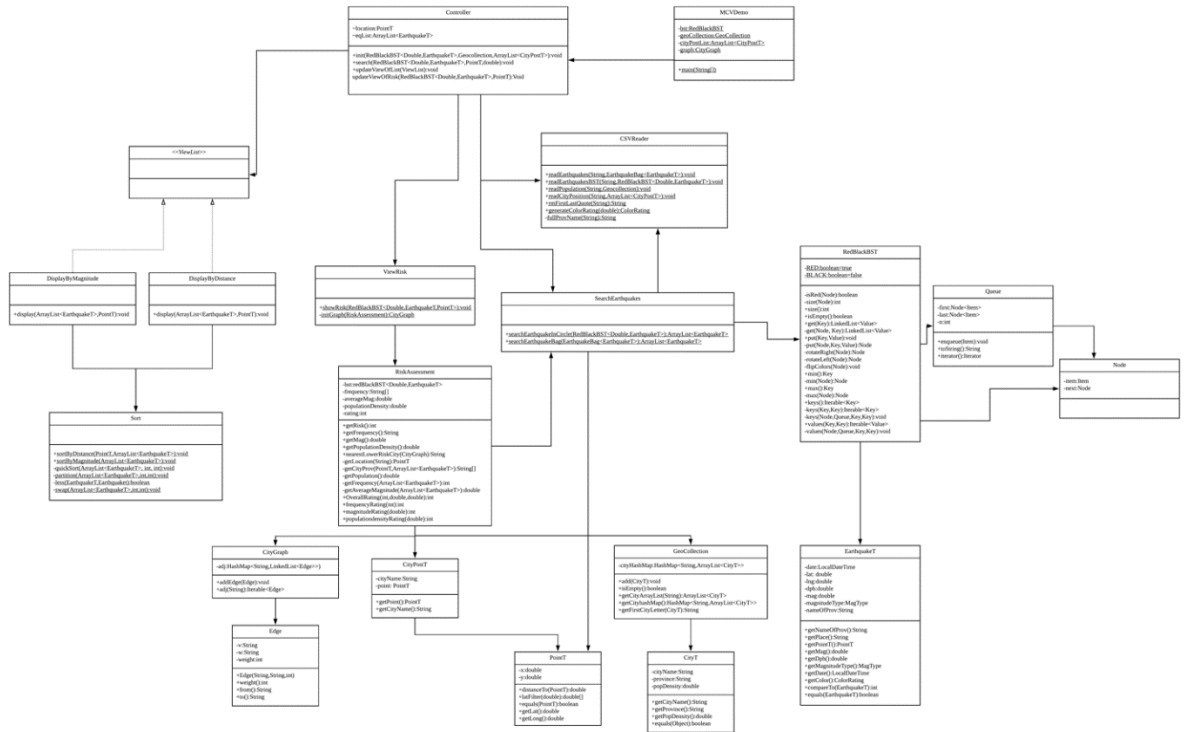 Controller
-location:PointT
-eqList:ArrayList<EarthquakeT>
+init(RedBlackBST<Double,EarthquakeT>,Geocollection,ArrayList<CityPostT>):void
+search(RedBlackBST<Double,EarthquakeT>,PointT,double):void
+updateViewOfList(ViewList):void
updateViewOfRisk(RedBlackBST<Double,EarthquakeT>,PointT):Void
MCVDemo
-bst:RedBlackBST
-geoCollection:GeoCollection
-cityPostList:ArrayList<CityPostT>
-graph:CityGraph
+main(String[])
<<ViewList>>
CSVReader
+readEarthquakes(String,EarthquakeBag<EarthquakeT>):void
+readEarthquakesBST(String,RedBlackBST<Double,EarthquakeT>):void
+readPopulation(String,Geocollection):void
+readCityPosition(String,ArrayList<CityPostT>):void
+generateColorRating(double):ColorRating
-fullProvName(String):String
DisplayByMagnitude
+display(ArrayList<EarthquakeT>,PointT):void
DisplayByDistance
+display(ArrayList<EarthquakeT>,PointT):void
ViewRisk
+showRisk(RedBlackBST<Double,EarthquakeT,PointT>):void
-initGraph(RiskAssessment):CityGraph
SearchEarthquakes
+searchEarthquakeInCircle(RedBlackBST<Double,EarthquakeT>):ArrayList<EarthquakeT>
+searchEarthquakeBag(EarthquakeBag<EarthquakeT>):ArrayList<EarthquakeT>
RedBlackBST
-RED:boolean=true
-BLACK:boolean=false
-isRed(Node):boolean
-size(Node):int
+size():int
+isEmpty():boolean
+get(Key):LinkedList<Value>
-get(Node, Key):LinkedList<Value>
+put(Key,Value):void
-put(Node,Key,Value):Node
-rotateRight(Node):Node
-rotateLeft(Node):Node
-flipColors(Node):void
+min():Key
-min(Node):Node
+max():Key
-max(Node):Node
+keys():Iterable<Key>
-keys(Key,Key):Iterable<Key>
-keys(Node,Queue,Key,Key):void
+values(Key,Key):Iterable<Value>
-values(Node,Queue,Key,Key):void
Queue
-first:Node<Item>
-last:Node<Item>
-n:int
+enqueue(Item):void
+toString():String
+iterator():Iterator
Node
-item:Item
-next:Node
Sort
+sortByDistance(PointT,ArrayList<EarthquakeT>):void
+sortByMagnitude(ArrayList<EarthquakeT>):void
-quickSort(ArrayList<EarthquakeT>, int, int):void
-partition(ArrayList<EarthquakeT>,int,int):void
-less(EarthquakeT,Earthquake):boolean
-swap(ArrayList<EarthquakeT>,int,int):void
RiskAssessment
-bst:redBlackBST<Double,EarthquakeT>
-frequency:String[]
-averageMag:double
-populationDensity:double
-rating:int
+getRisk():int
+getFrequency():String
+getMag():double
+getPopulationDensity():double
+nearestLowerRiskCity(CityGraph):String
-getLocation(String):PointT
+getCityProv(PointT,ArrayList<EarthquakeT>):String[]
-getPopulation():double
-getFrequency(ArrayList<EarthquakeT>):int
-getAverageMagnitude(ArrayList<EarthquakeT>):double
+OverallRating(int,double,double):int
+frequencyRating(int):int
+magnitudeRating(double):int
+populationdensityRating(double):int
CityGraph
-adj:HashMap<String,LinkedList<Edge>>)
+addEdge(Edge):void
+adj(String):Iterable<Edge>
CityPostT
-cityName:String
-point: PointT
+getPoint():PointT
+getCityName():String
GeoCollection
-cityHashMap:HashMap<String,ArrayList<CityT>>
+add(CityT):void
+isEmpty():boolean
+getCityArrayList(String):ArrayList<CityT>
+getCityhashMap():HashMap<String,ArrayList<CityT>>
+getFirstCityLetter(CityT):String
EarthquakeT
-date:LocalDateTime
-lat: double
-lng:double
-dph:double
-mag:double
-magnitudeType:MagType
-nameOfProv:String
+getNameOfProv():String
+getPlace():String
+getPointT():PointT
+getMag():double
+getDph():double
+getMagnitudeType():MagType
+getDate():LocalDateTime
+getColor():ColorRating
+compareTo(EarthquakeT):int
+equals(EarthquakeT):boolean
Edge
-v:String
-w:String
-weight:int
+Edge(String,String,int)
+weight():int
+from():String
+to():String
PointT
-x:double
-y:double
+distanceTo(PointT):double
+latFilter(double):double[]
+equals(PointT):boolean
+getLat():double
+getLong():double
CityT
-cityName:String
-province:String
-popDensity:double
+getCityName():String
+getProvince():String
+getPopDensity():double
+equals(Object):boolean